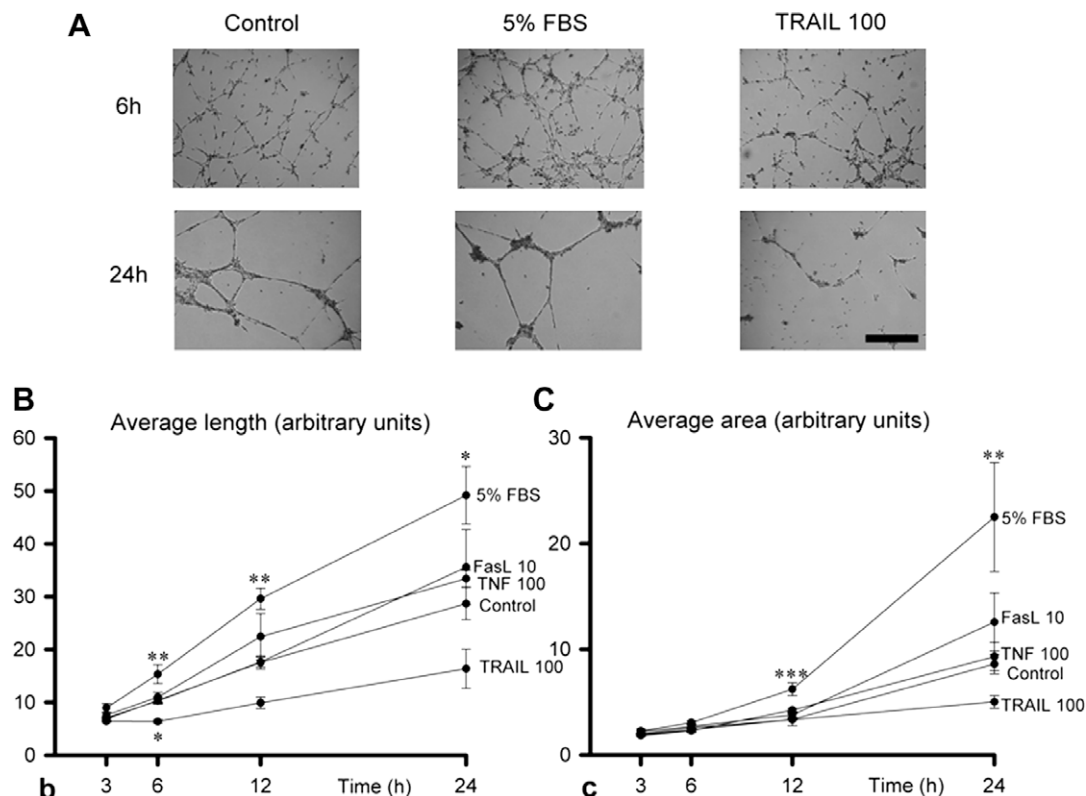 A
Control
5% FBS
TRAIL 100
6h
24h
B
Average length (arbitrary units)
60
50
40
30
20
10
0
*
**
**
*
5% FBS
FasL 10
TNF 100
Control
TRAIL 100
3
6
12
Time (h)
24
b
C
Average area (arbitrary units)
30
20
10
0
**
***
5% FBS
FasL 10
TNF 100
Control
TRAIL 100
3
6
12
Time (h)
24
c